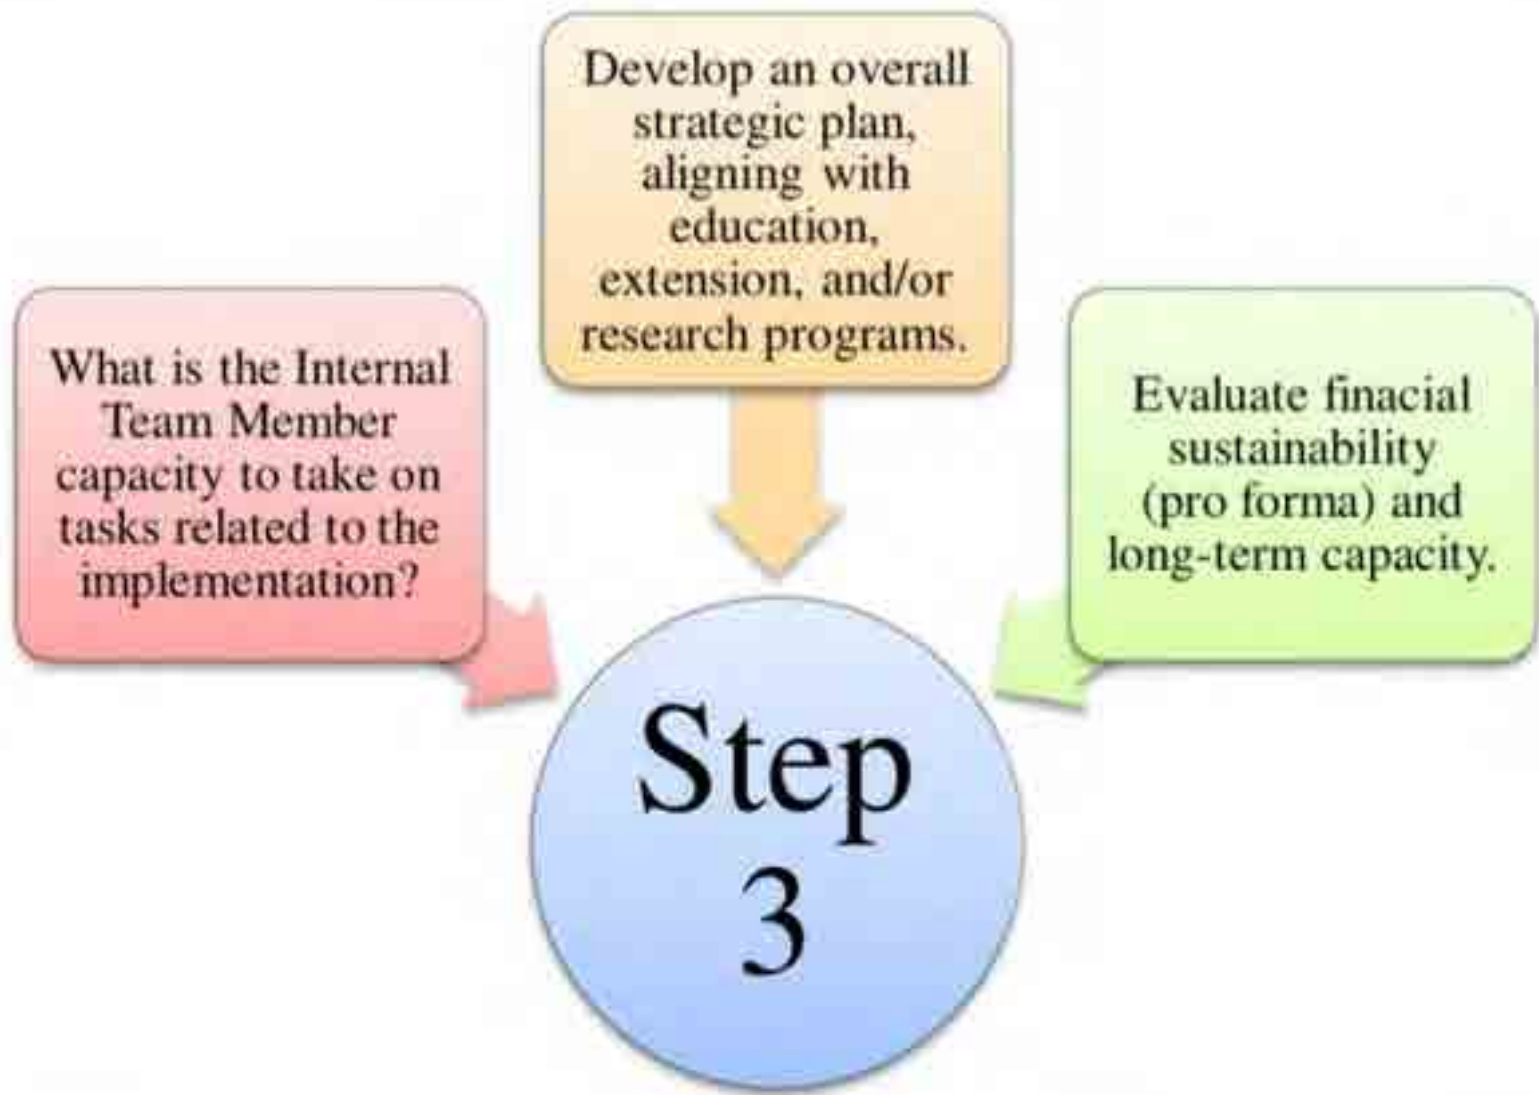 What is the Internal
Team Member
capacity to take on
tasks related to the
implementation?
Develop an overall
strategic plan,
aligning with
education,
extension, and/or
research programs.
Evaluate finacial
sustainability
(pro forma) and
long-term capacity.
Step
3